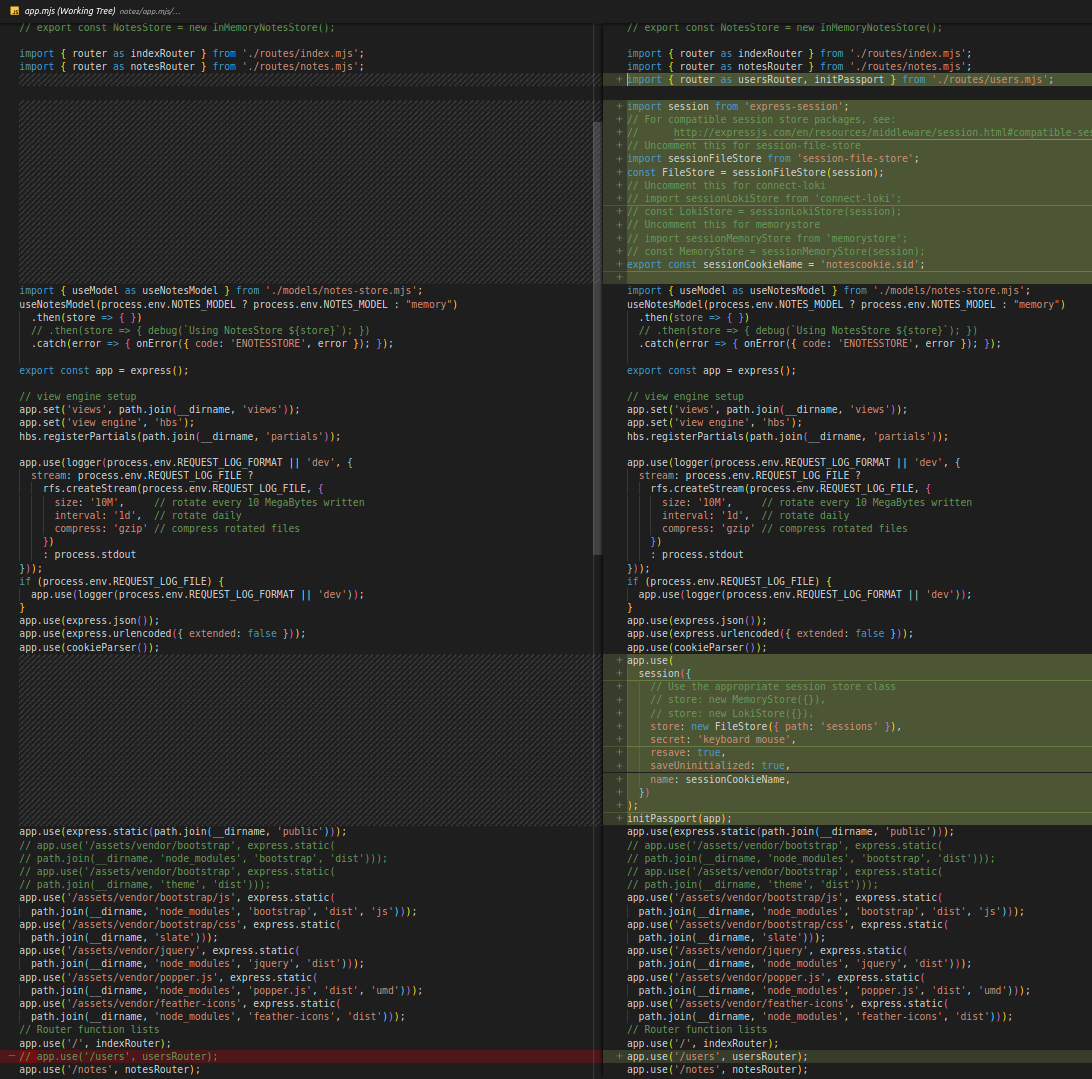 app.mjs (Working Tree) notes/app.mjs/...
// export const NotesStore = new InMemoryNotesStore();
import { router as indexRouter } from './routes/index.mjs';
import { router as notesRouter } from './routes/notes.mjs';
import { useModel as useNotesModel } from './models/notes-store.mjs';
useNotesModel(process.env.NOTES_MODEL ? process.env.NOTES_MODEL : "memory")
.then(store => { })
// .then(store => { debug(`Using NotesStore ${store}`); })
.catch(error => { onError({ code: 'ENOTESSTORE', error }); });
export const app = express();
// view engine setup
app.set('views', path.join(__dirname, 'views'));
app.set('view engine', 'hbs');
hbs.registerPartials(path.join(__dirname, 'partials'));
app.use(logger(process.env.REQUEST_LOG_FORMAT || 'dev', {
stream: process.env.REQUEST_LOG_FILE ?
rfs.createStream(process.env.REQUEST_LOG_FILE, {
size: '10M', // rotate every 10 MegaBytes written
interval: '1d', // rotate daily
compress: 'gzip' // compress rotated files
})
: process.stdout
}));
if (process.env.REQUEST_LOG_FILE) {
app.use(logger(process.env.REQUEST_LOG_FORMAT || 'dev'));
}
app.use(express.json());
app.use(express.urlencoded({ extended: false }));
app.use(cookieParser());
app.use(express.static(path.join(__dirname, 'public')));
// app.use('/assets/vendor/bootstrap', express.static(
// path.join(__dirname, 'node_modules', 'bootstrap', 'dist')));
// app.use('/assets/vendor/bootstrap', express.static(
// path.join(__dirname, 'theme', 'dist')));
app.use('/assets/vendor/bootstrap/js', express.static(
path.join(__dirname, 'node_modules', 'bootstrap', 'dist', 'js')));
app.use('/assets/vendor/bootstrap/css', express.static(
path.join(__dirname, 'slate')));
app.use('/assets/vendor/jquery', express.static(
path.join(__dirname, 'node_modules', 'jquery', 'dist')));
app.use('/assets/vendor/popper.js', express.static(
path.join(__dirname, 'node_modules', 'popper.js', 'dist', 'umd')));
app.use('/assets/vendor/feather-icons', express.static(
path.join(__dirname, 'node_modules', 'feather-icons', 'dist')));
// Router function lists
app.use('/', indexRouter);
− // app.use('/users', usersRouter);
app.use('/notes', notesRouter);
// export const NotesStore = new InMemoryNotesStore();
import { router as indexRouter } from './routes/index.mjs';
import { router as notesRouter } from './routes/notes.mjs';
+ import { router as usersRouter, initPassport } from './routes/users.mjs';
+ import session from 'express-session';
+ // For compatible session store packages, see:
+ // http://expressjs.com/en/resources/middleware/session.html#compatible-ses
+ // Uncomment this for session-file-store
+ import sessionFileStore from 'session-file-store';
+ const FileStore = sessionFileStore(session);
+ // Uncomment this for connect-loki
+ // import sessionLokiStore from 'connect-loki';
+ // const LokiStore = sessionLokiStore(session);
+ // Uncomment this for memorystore
+ // import sessionMemoryStore from 'memorystore';
+ // const MemoryStore = sessionMemoryStore(session);
+ export const sessionCookieName = 'notescookie.sid';
+
import { useModel as useNotesModel } from './models/notes-store.mjs';
useNotesModel(process.env.NOTES_MODEL ? process.env.NOTES_MODEL : "memory")
.then(store => { })
// .then(store => { debug(`Using NotesStore ${store}`); })
.catch(error => { onError({ code: 'ENOTESSTORE', error }); });
export const app = express();
// view engine setup
app.set('views', path.join(__dirname, 'views'));
app.set('view engine', 'hbs');
hbs.registerPartials(path.join(__dirname, 'partials'));
app.use(logger(process.env.REQUEST_LOG_FORMAT || 'dev', {
stream: process.env.REQUEST_LOG_FILE ?
rfs.createStream(process.env.REQUEST_LOG_FILE, {
size: '10M', // rotate every 10 MegaBytes written
interval: '1d', // rotate daily
compress: 'gzip' // compress rotated files
})
: process.stdout
}));
if (process.env.REQUEST_LOG_FILE) {
app.use(logger(process.env.REQUEST_LOG_FORMAT || 'dev'));
}
app.use(express.json());
app.use(express.urlencoded({ extended: false }));
app.use(cookieParser());
+ app.use(
+ session({
+ // Use the appropriate session store class
+ // store: new MemoryStore({}),
+ // store: new LokiStore({}),
+ store: new FileStore({ path: 'sessions' }),
+ secret: 'keyboard mouse',
+ resave: true,
+ saveUninitialized: true,
+ name: sessionCookieName,
+ })
+ );
+ initPassport(app);
app.use(express.static(path.join(__dirname, 'public')));
// app.use('/assets/vendor/bootstrap', express.static(
// path.join(__dirname, 'node_modules', 'bootstrap', 'dist')));
// app.use('/assets/vendor/bootstrap', express.static(
// path.join(__dirname, 'theme', 'dist')));
app.use('/assets/vendor/bootstrap/js', express.static(
path.join(__dirname, 'node_modules', 'bootstrap', 'dist', 'js')));
app.use('/assets/vendor/bootstrap/css', express.static(
path.join(__dirname, 'slate')));
app.use('/assets/vendor/jquery', express.static(
path.join(__dirname, 'node_modules', 'jquery', 'dist')));
app.use('/assets/vendor/popper.js', express.static(
path.join(__dirname, 'node_modules', 'popper.js', 'dist', 'umd')));
app.use('/assets/vendor/feather-icons', express.static(
path.join(__dirname, 'node_modules', 'feather-icons', 'dist')));
// Router function lists
app.use('/', indexRouter);
+ app.use('/users', usersRouter);
app.use('/notes', notesRouter);